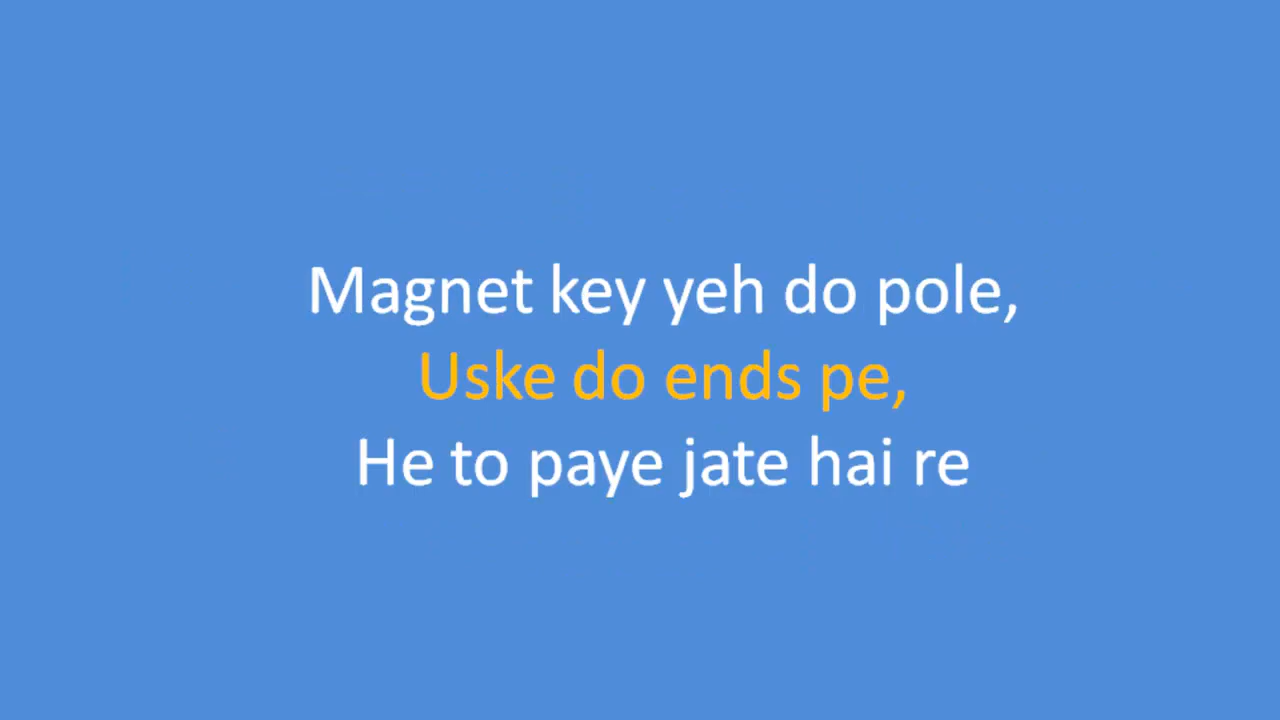 Magnet key yeh do pole,
Uske do ends pe,
He to paye jate hai re